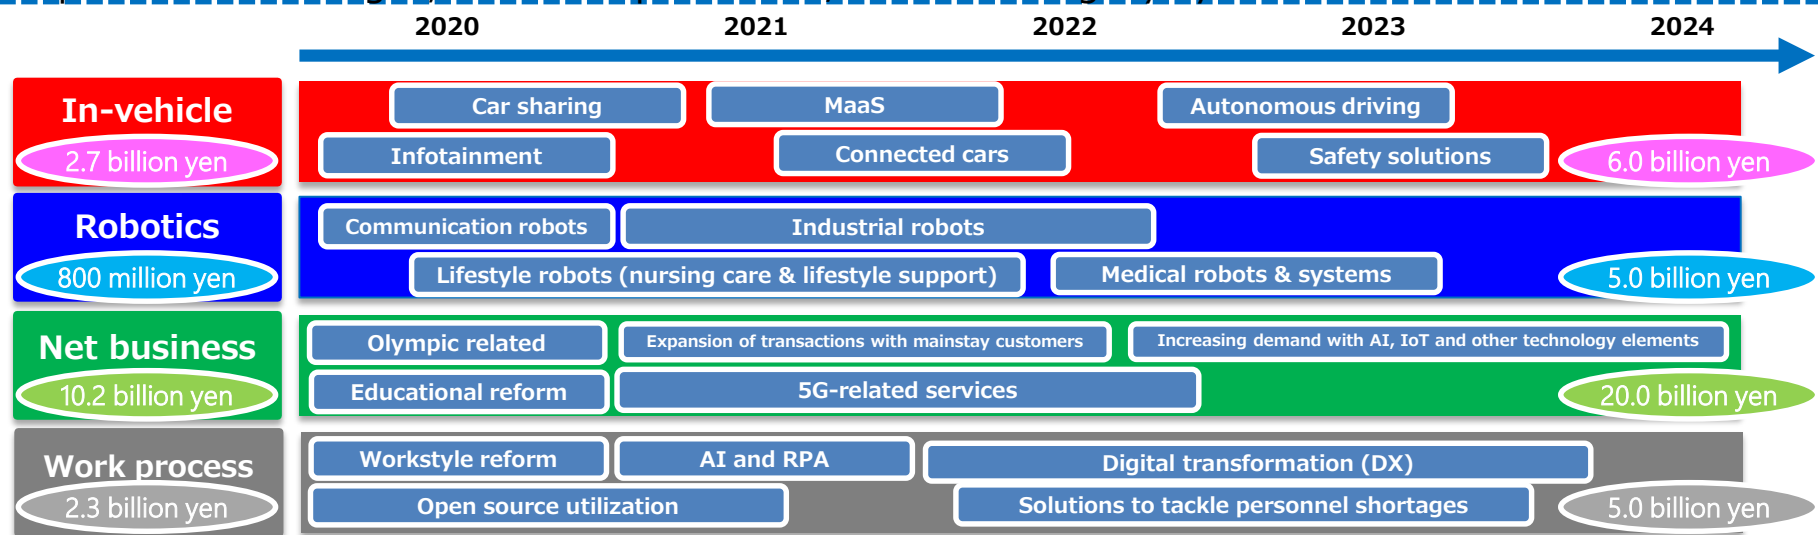 2020 2021 2022 2023 2024
In-vehicle
2.7 billion yen
Car sharing MaaS Autonomous driving
Infotainment Connected cars Safety solutions
6.0 billion yen
Robotics
800 million yen
Communication robots Industrial robots
Lifestyle robots (nursing care & lifestyle support) Medical robots & systems
5.0 billion yen
Net business
10.2 billion yen
Olympic related Expansion of transactions with mainstay customers Increasing demand with AI, IoT and other technology elements
Educational reform 5G-related services
20.0 billion yen
Work process
2.3 billion yen
Workstyle reform AI and RPA Digital transformation (DX)
Open source utilization Solutions to tackle personnel shortages
5.0 billion yen